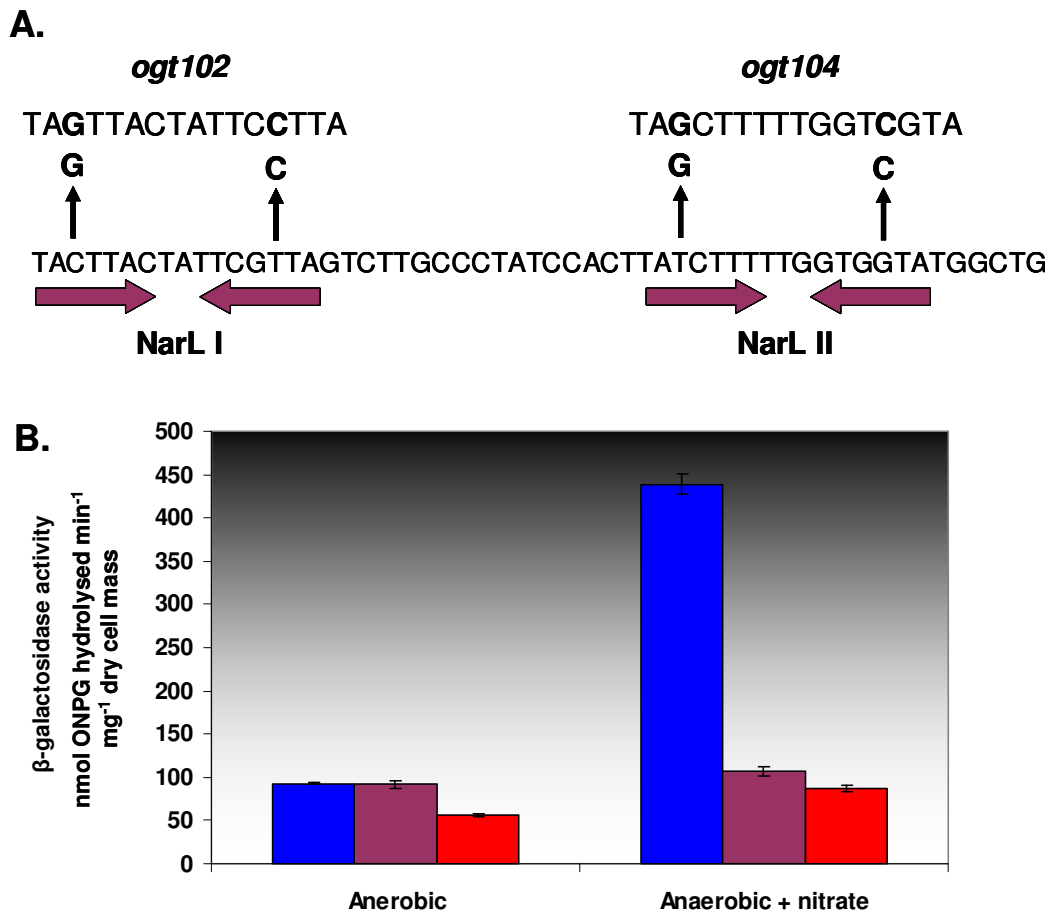 A.
ogt102 ogt104
TAGTTACTATTCCTTA TAGCTTTTTGGTCGTA
G C G C
TACTTACTATTCGTTAGTCTTGCCCTATCCACTTATCTTTTTGGTGGTATGGCTG
NarL I NarL II
B.
β-galactosidase activity
nmol ONPG hydrolysed min-1
mg-1 dry cell mass
500
450
400
350
300
250
200
150
100
50
0
Anerobic Anaerobic + nitrate